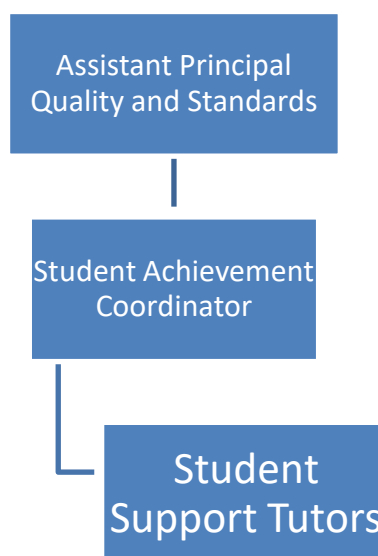 Assistant Principal
Quality and Standards
Student Achievement
Coordinator
Student
Support Tutors